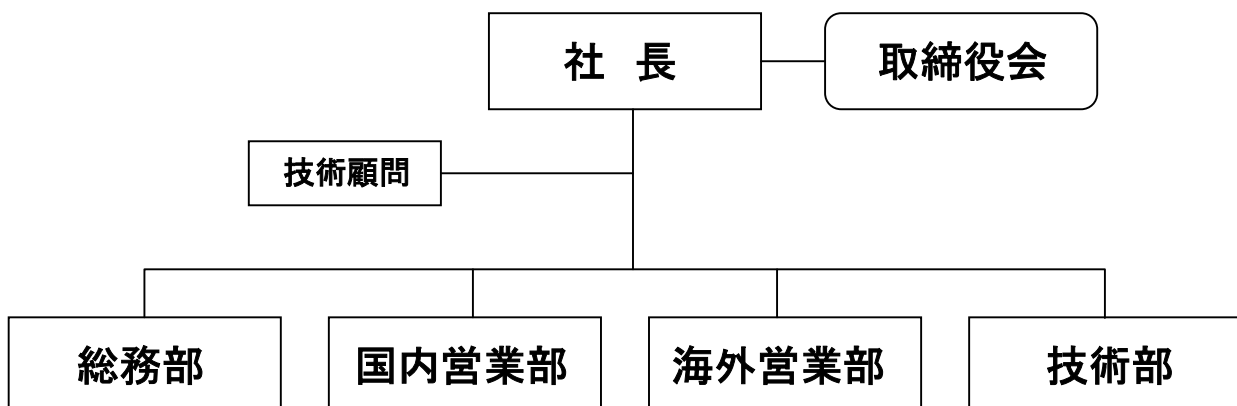 社 長
取締役会
技術顧問
総務部
国内営業部
海外営業部
技術部